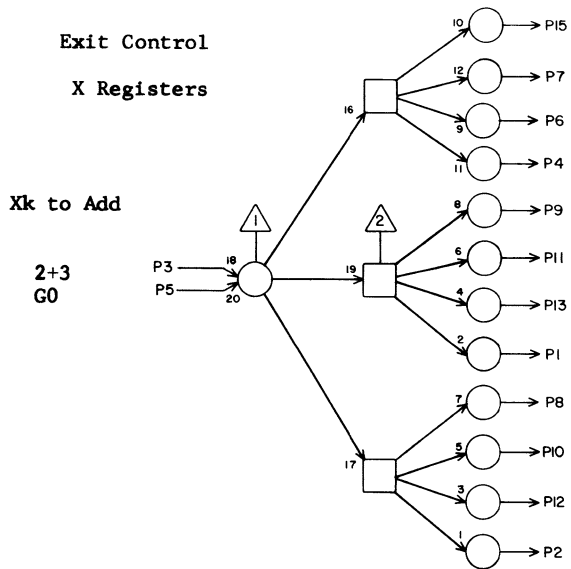 Exit Control
X Registers
Xk to Add
2+3
G0
P3
P5
18
20
1
16
19
17
2
10
P15
12
P7
9
P6
11
P4
8
P9
6
P11
4
P13
2
P1
7
P8
5
P10
3
P12
1
P2